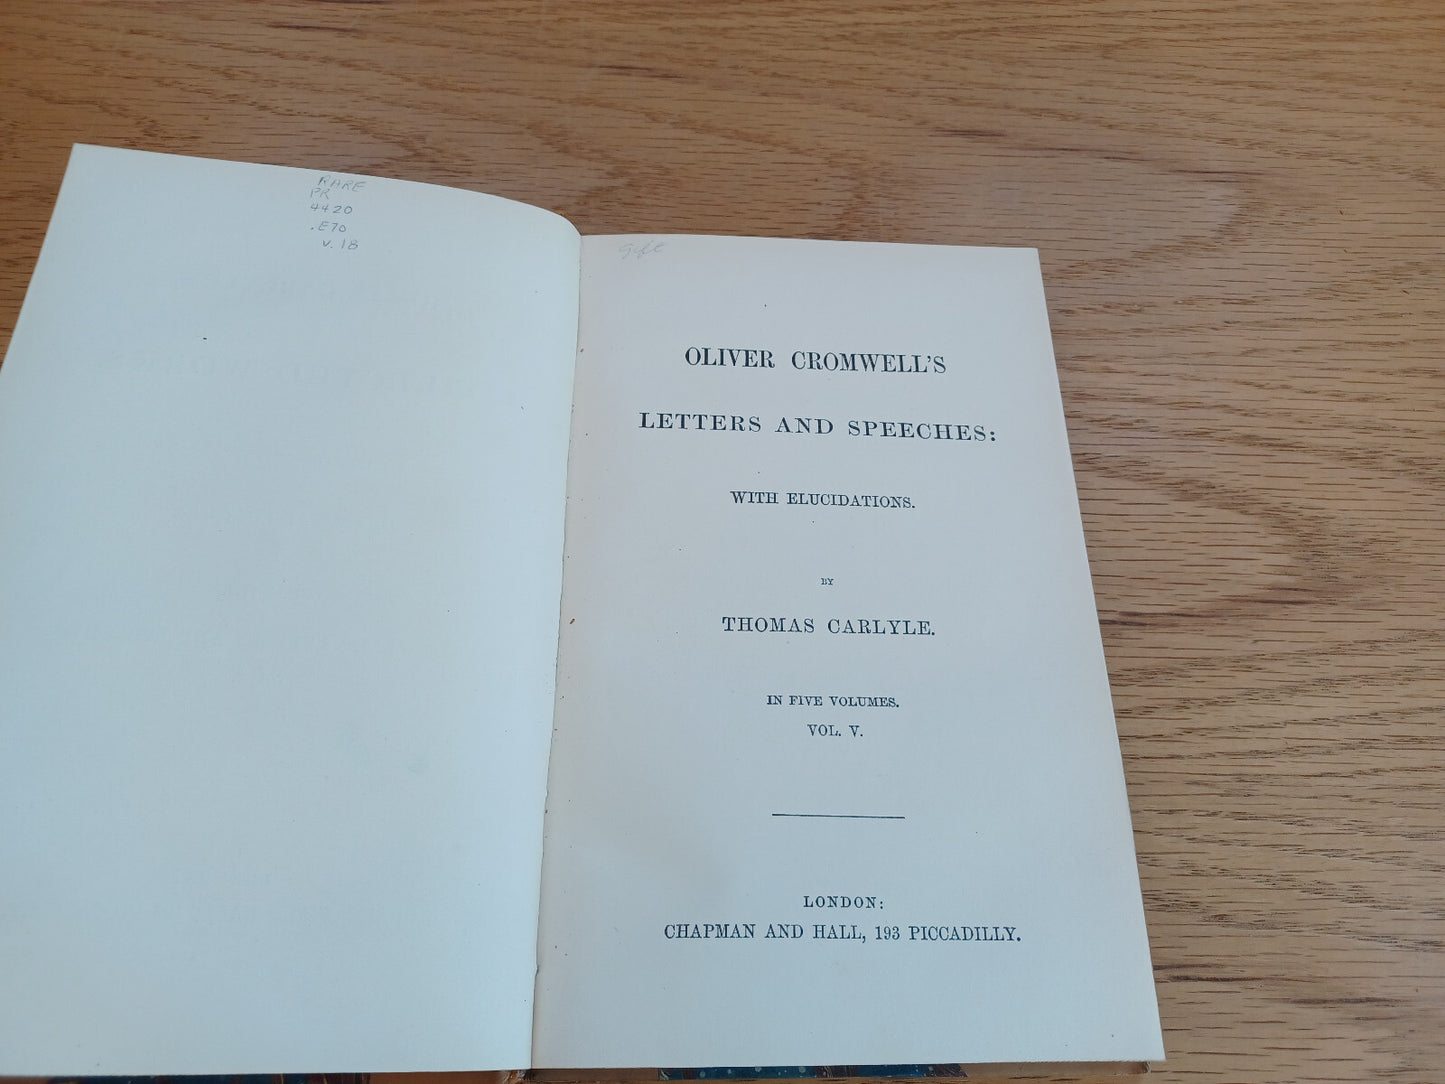 RARE
PR
4420
.E70
v. 18
gift
OLIVER CROMWELL'S
LETTERS AND SPEECHES:
WITH ELUCIDATIONS.
BY
THOMAS CARLYLE.
IN FIVE VOLUMES.
VOL. V.
LONDON:
CHAPMAN AND HALL, 193 PICCADILLY.